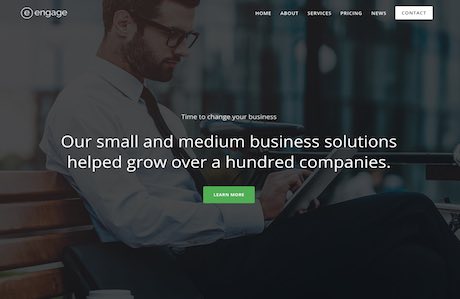 e engage
HOME ABOUT SERVICES PRICING NEWS CONTACT
Time to change your business
Our small and medium business solutions
helped grow over a hundred companies.
LEARN MORE